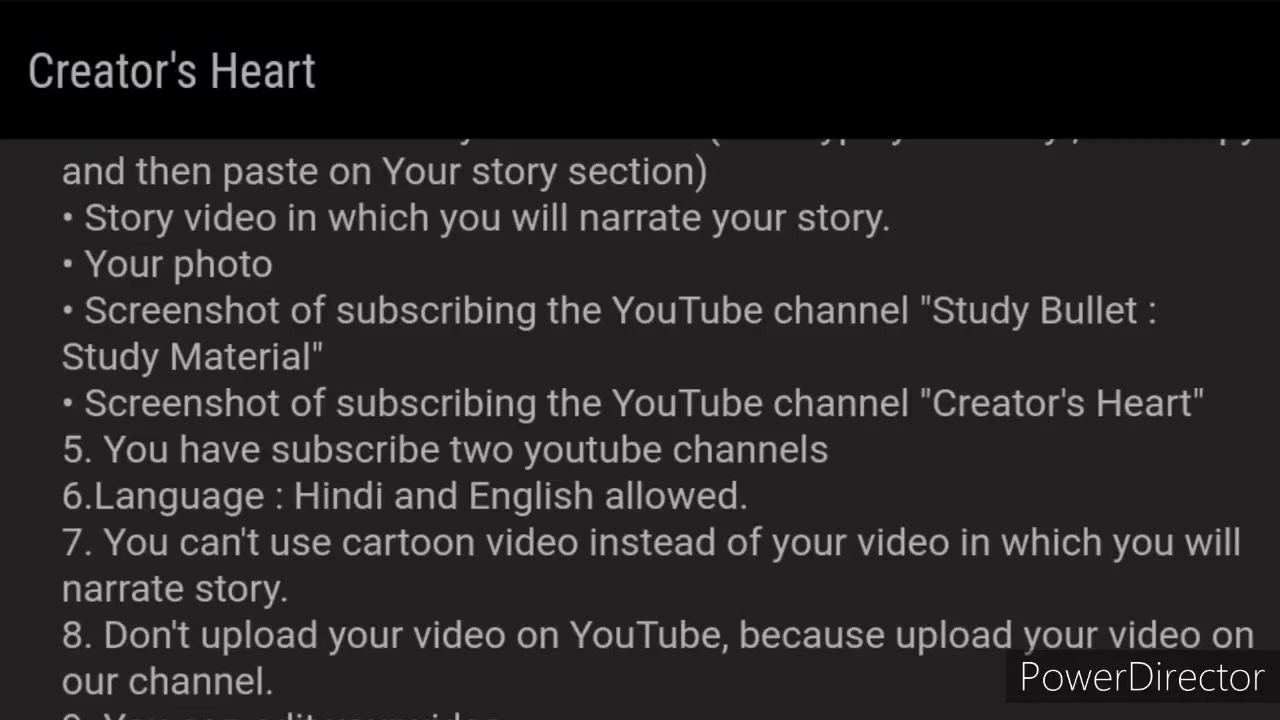 Creator's Heart
and then paste on Your story section)
• Story video in which you will narrate your story.
• Your photo
• Screenshot of subscribing the YouTube channel "Study Bullet :
Study Material"
• Screenshot of subscribing the YouTube channel "Creator's Heart"
5. You have subscribe two youtube channels
6.Language : Hindi and English allowed.
7. You can't use cartoon video instead of your video in which you will
narrate story.
8. Don't upload your video on YouTube, because upload your video on
our channel.
PowerDirector